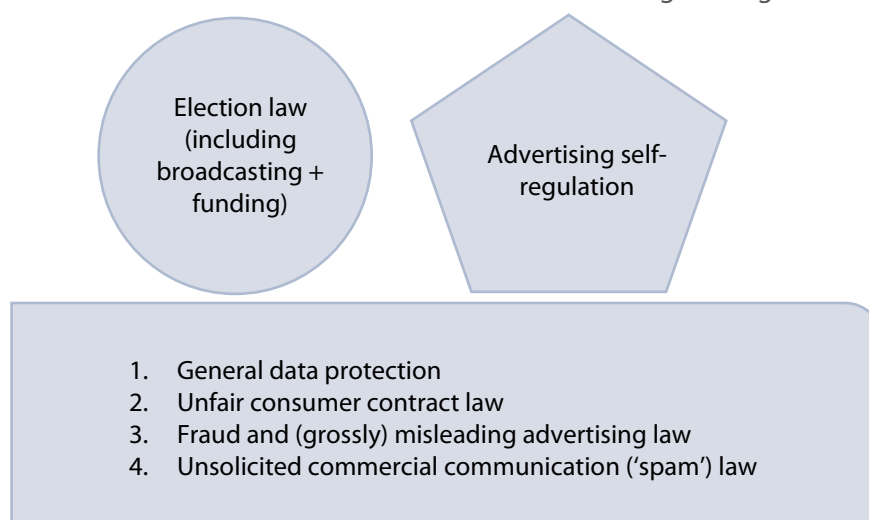 Election law
(including
broadcasting +
funding)
Advertising self-
regulation
1. General data protection
2. Unfair consumer contract law
3. Fraud and (grossly) misleading advertising law
4. Unsolicited commercial communication (‘spam’) law